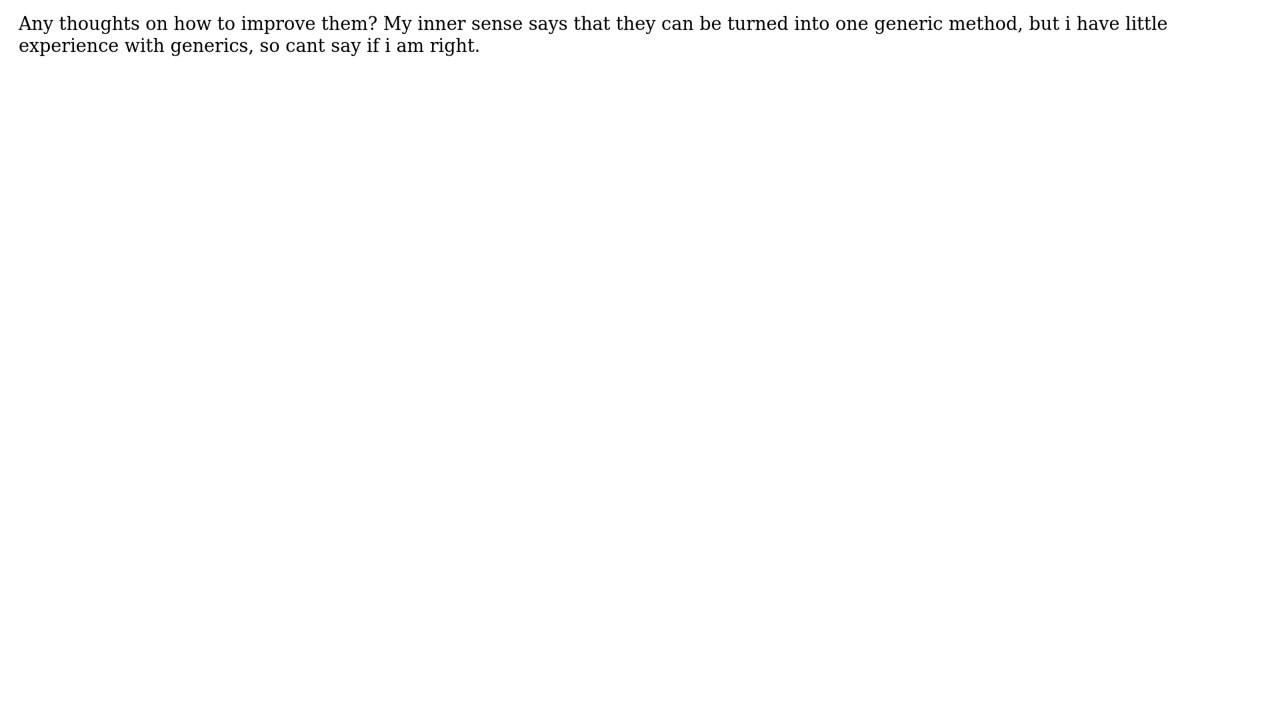 Any thoughts on how to improve them? My inner sense says that they can be turned into one generic method, but i have little
experience with generics, so cant say if i am right.